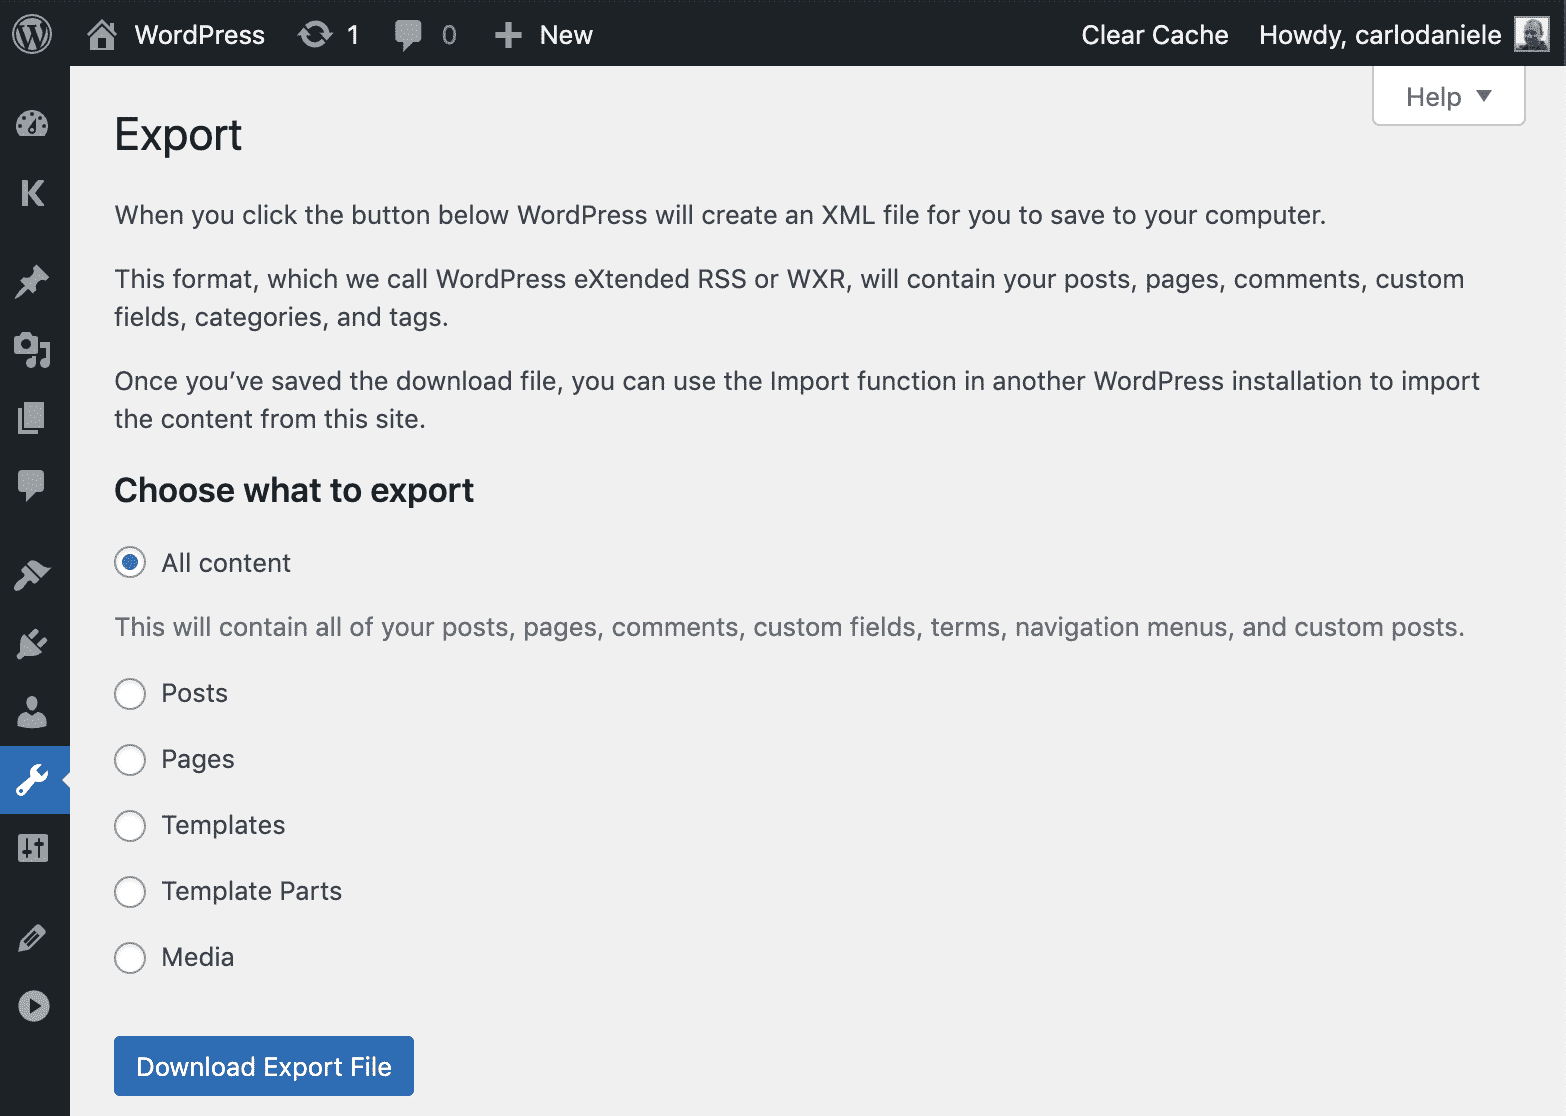 WordPress 1 0 New Clear Cache Howdy, carlodaniele
Help
Export
When you click the button below WordPress will create an XML file for you to save to your computer.
This format, which we call WordPress eXtended RSS or WXR, will contain your posts, pages, comments, custom
fields, categories, and tags.
Once you’ve saved the download file, you can use the Import function in another WordPress installation to import
the content from this site.
Choose what to export
All content
This will contain all of your posts, pages, comments, custom fields, terms, navigation menus, and custom posts.
Posts
Pages
Templates
Template Parts
Media
Download Export File